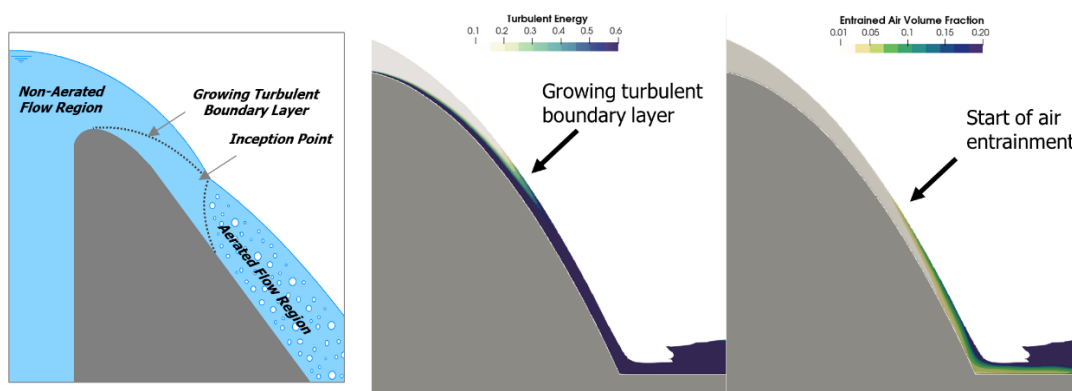 Non-Aerated
Flow Region
Growing Turbulent
Boundary Layer
Inception Point
Aerated Flow Region
Turbulent Energy
0.1 0.2 0.3 0.4 0.5 0.6
Growing turbulent
boundary layer
Entrained Air Volume Fraction
0.01 0.05 0.1 0.15 0.20
Start of air
entrainment